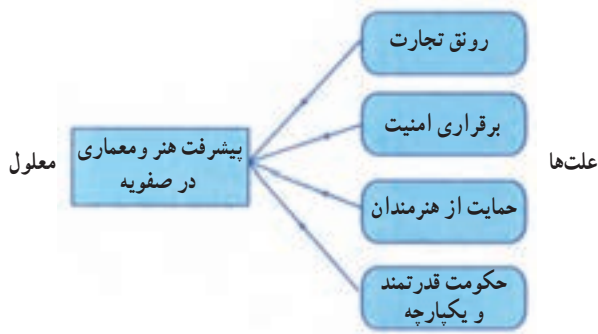 علت‌ها
رونق تجارت
برقراری امنیت
حمایت از هنرمندان
حکومت قدرتمند
و یکپارچه
پیشرفت هنر و معماری
در صفویه
معلول